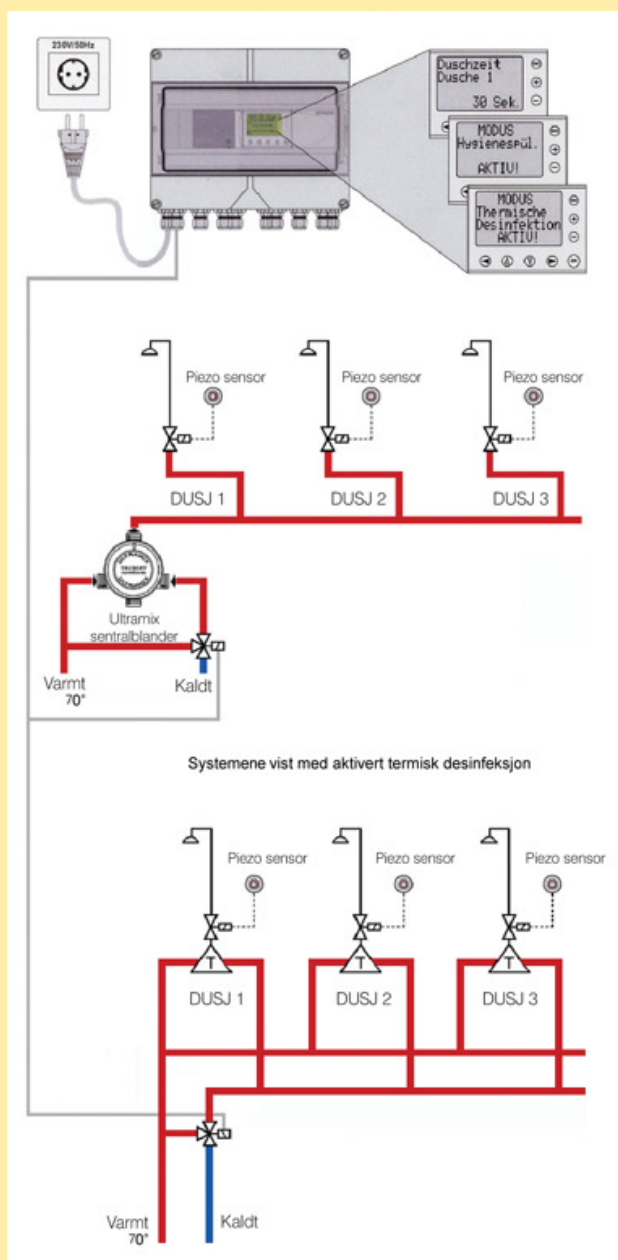 230V/50Hz
Duschzeit
Dusche 1
30 Sek.
MODUS
Hygienespül.
AKTIV!
MODUS
Thermische
Desinfektion
AKTIV!
Piezo sensor
Piezo sensor
Piezo sensor
DUSJ 1
DUSJ 2
DUSJ 3
Ultramix
sentralblander
Varmt
70°
Kaldt
Systemene vist med aktivert termisk desinfeksjon
Piezo sensor
Piezo sensor
Piezo sensor
T
T
T
DUSJ 1
DUSJ 2
DUSJ 3
Varmt
70°
Kaldt